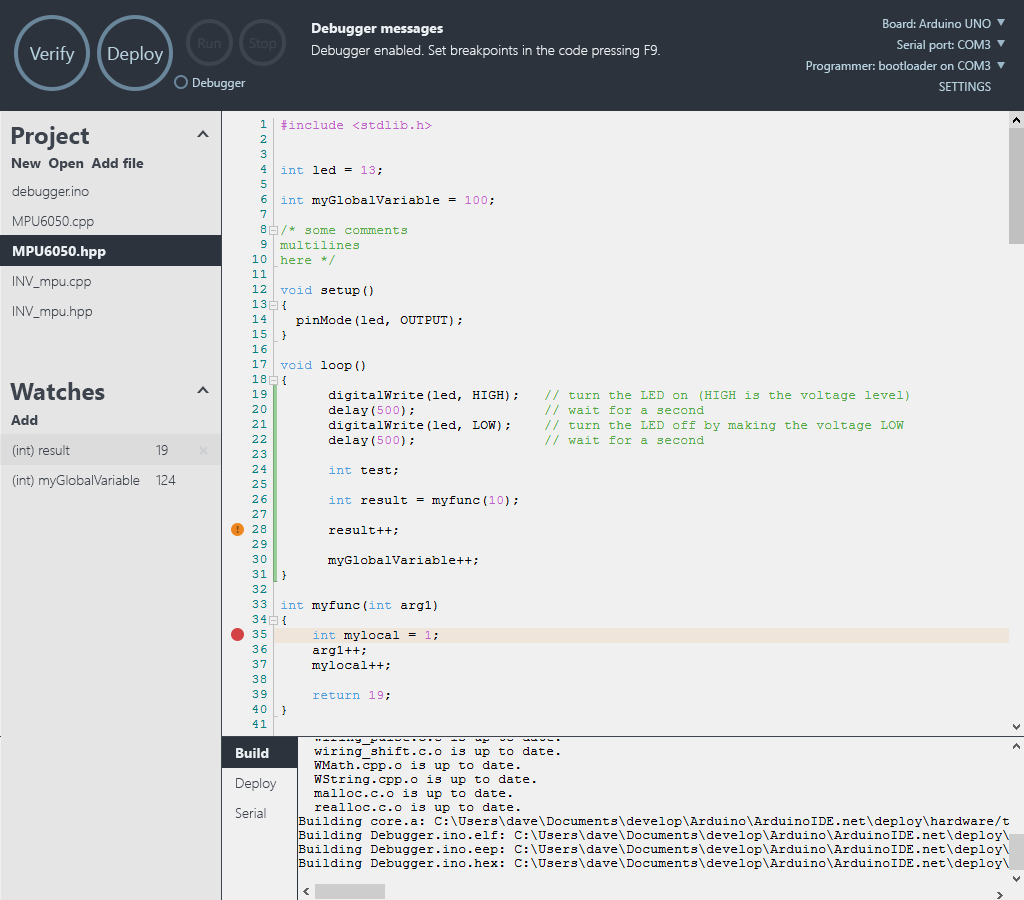 Verify
Deploy
Run
Stop
Debugger
Debugger messages
Debugger enabled. Set breakpoints in the code pressing F9.
Board: Arduino UNO
Serial port: COM3
Programmer: bootloader on COM3
SETTINGS
Project
New Open Add file
debugger.ino
MPU6050.cpp
MPU6050.hpp
INV_mpu.cpp
INV_mpu.hpp
Watches
Add
(int) result 19
(int) myGlobalVariable 124
1 #include <stdlib.h>
2
3
4 int led = 13;
5
6 int myGlobalVariable = 100;
7
8 /* some comments
9 multilines
10 here */
11
12 void setup()
13 {
14 pinMode(led, OUTPUT);
15 }
16
17 void loop()
18 {
19 digitalWrite(led, HIGH); // turn the LED on (HIGH is the voltage level)
20 delay(500); // wait for a second
21 digitalWrite(led, LOW); // turn the LED off by making the voltage LOW
22 delay(500); // wait for a second
23
24 int test;
25
26 int result = myfunc(10);
27
28 result++;
29
30 myGlobalVariable++;
31 }
32
33 int myfunc(int arg1)
34 {
35 int mylocal = 1;
36 arg1++;
37 mylocal++;
38
39 return 19;
40 }
41
Build
Deploy
Serial
wiring_pulse.c.o is up to date.
wiring_shift.c.o is up to date.
WMath.cpp.o is up to date.
WString.cpp.o is up to date.
malloc.c.o is up to date.
realloc.c.o is up to date.
Building core.a: C:\Users\dave\Documents\develop\Arduino\ArduinoIDE.net\deploy\hardware/t
Building Debugger.ino.elf: C:\Users\dave\Documents\develop\Arduino\ArduinoIDE.net\deploy\
Building Debugger.ino.eep: C:\Users\dave\Documents\develop\Arduino\ArduinoIDE.net\deploy\
Building Debugger.ino.hex: C:\Users\dave\Documents\develop\Arduino\ArduinoIDE.net\deploy\